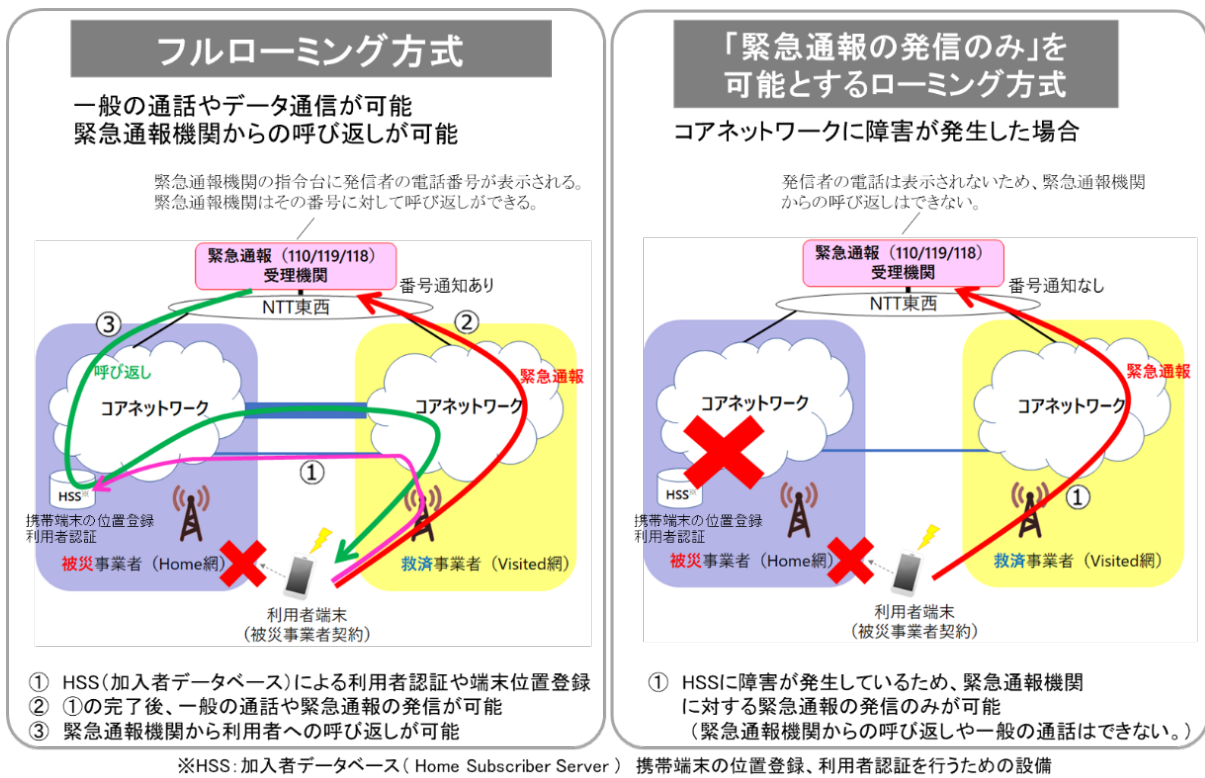 フルローミング方式
一般の通話やデータ通信が可能
緊急通報機関からの呼び返しが可能
緊急通報機関の指令台に発信者の電話番号が表示される。
緊急通報機関はその番号に対して呼び返しができる。
緊急通報（110/119/118）
受理機関
番号通知あり
NTT東西
③
②
呼び返し
緊急通報
コアネットワーク
コアネットワーク
①
HSS※
携帯端末の位置登録
利用者認証
被災事業者（Home網）
救済事業者（Visited網）
利用者端末
（被災事業者契約）
① HSS（加入者データベース）による利用者認証や端末位置登録
② ①の完了後、一般の通話や緊急通報の発信が可能
③ 緊急通報機関から利用者への呼び返しが可能
「緊急通報の発信のみ」を
可能とするローミング方式
コアネットワークに障害が発生した場合
発信者の電話は表示されないため、緊急通報機関
からの呼び返しはできない。
緊急通報（110/119/118）
受理機関
番号通知なし
NTT東西
緊急通報
コアネットワーク
コアネットワーク
HSS※
①
携帯端末の位置登録
利用者認証
被災事業者（Home網）
救済事業者（Visited網）
利用者端末
（被災事業者契約）
① HSSに障害が発生しているため、緊急通報機関
に対する緊急通報の発信のみが可能
（緊急通報機関からの呼び返しや一般の通話はできない。）
※HSS：加入者データベース（ Home Subscriber Server ） 携帯端末の位置登録、利用者認証を行うための設備